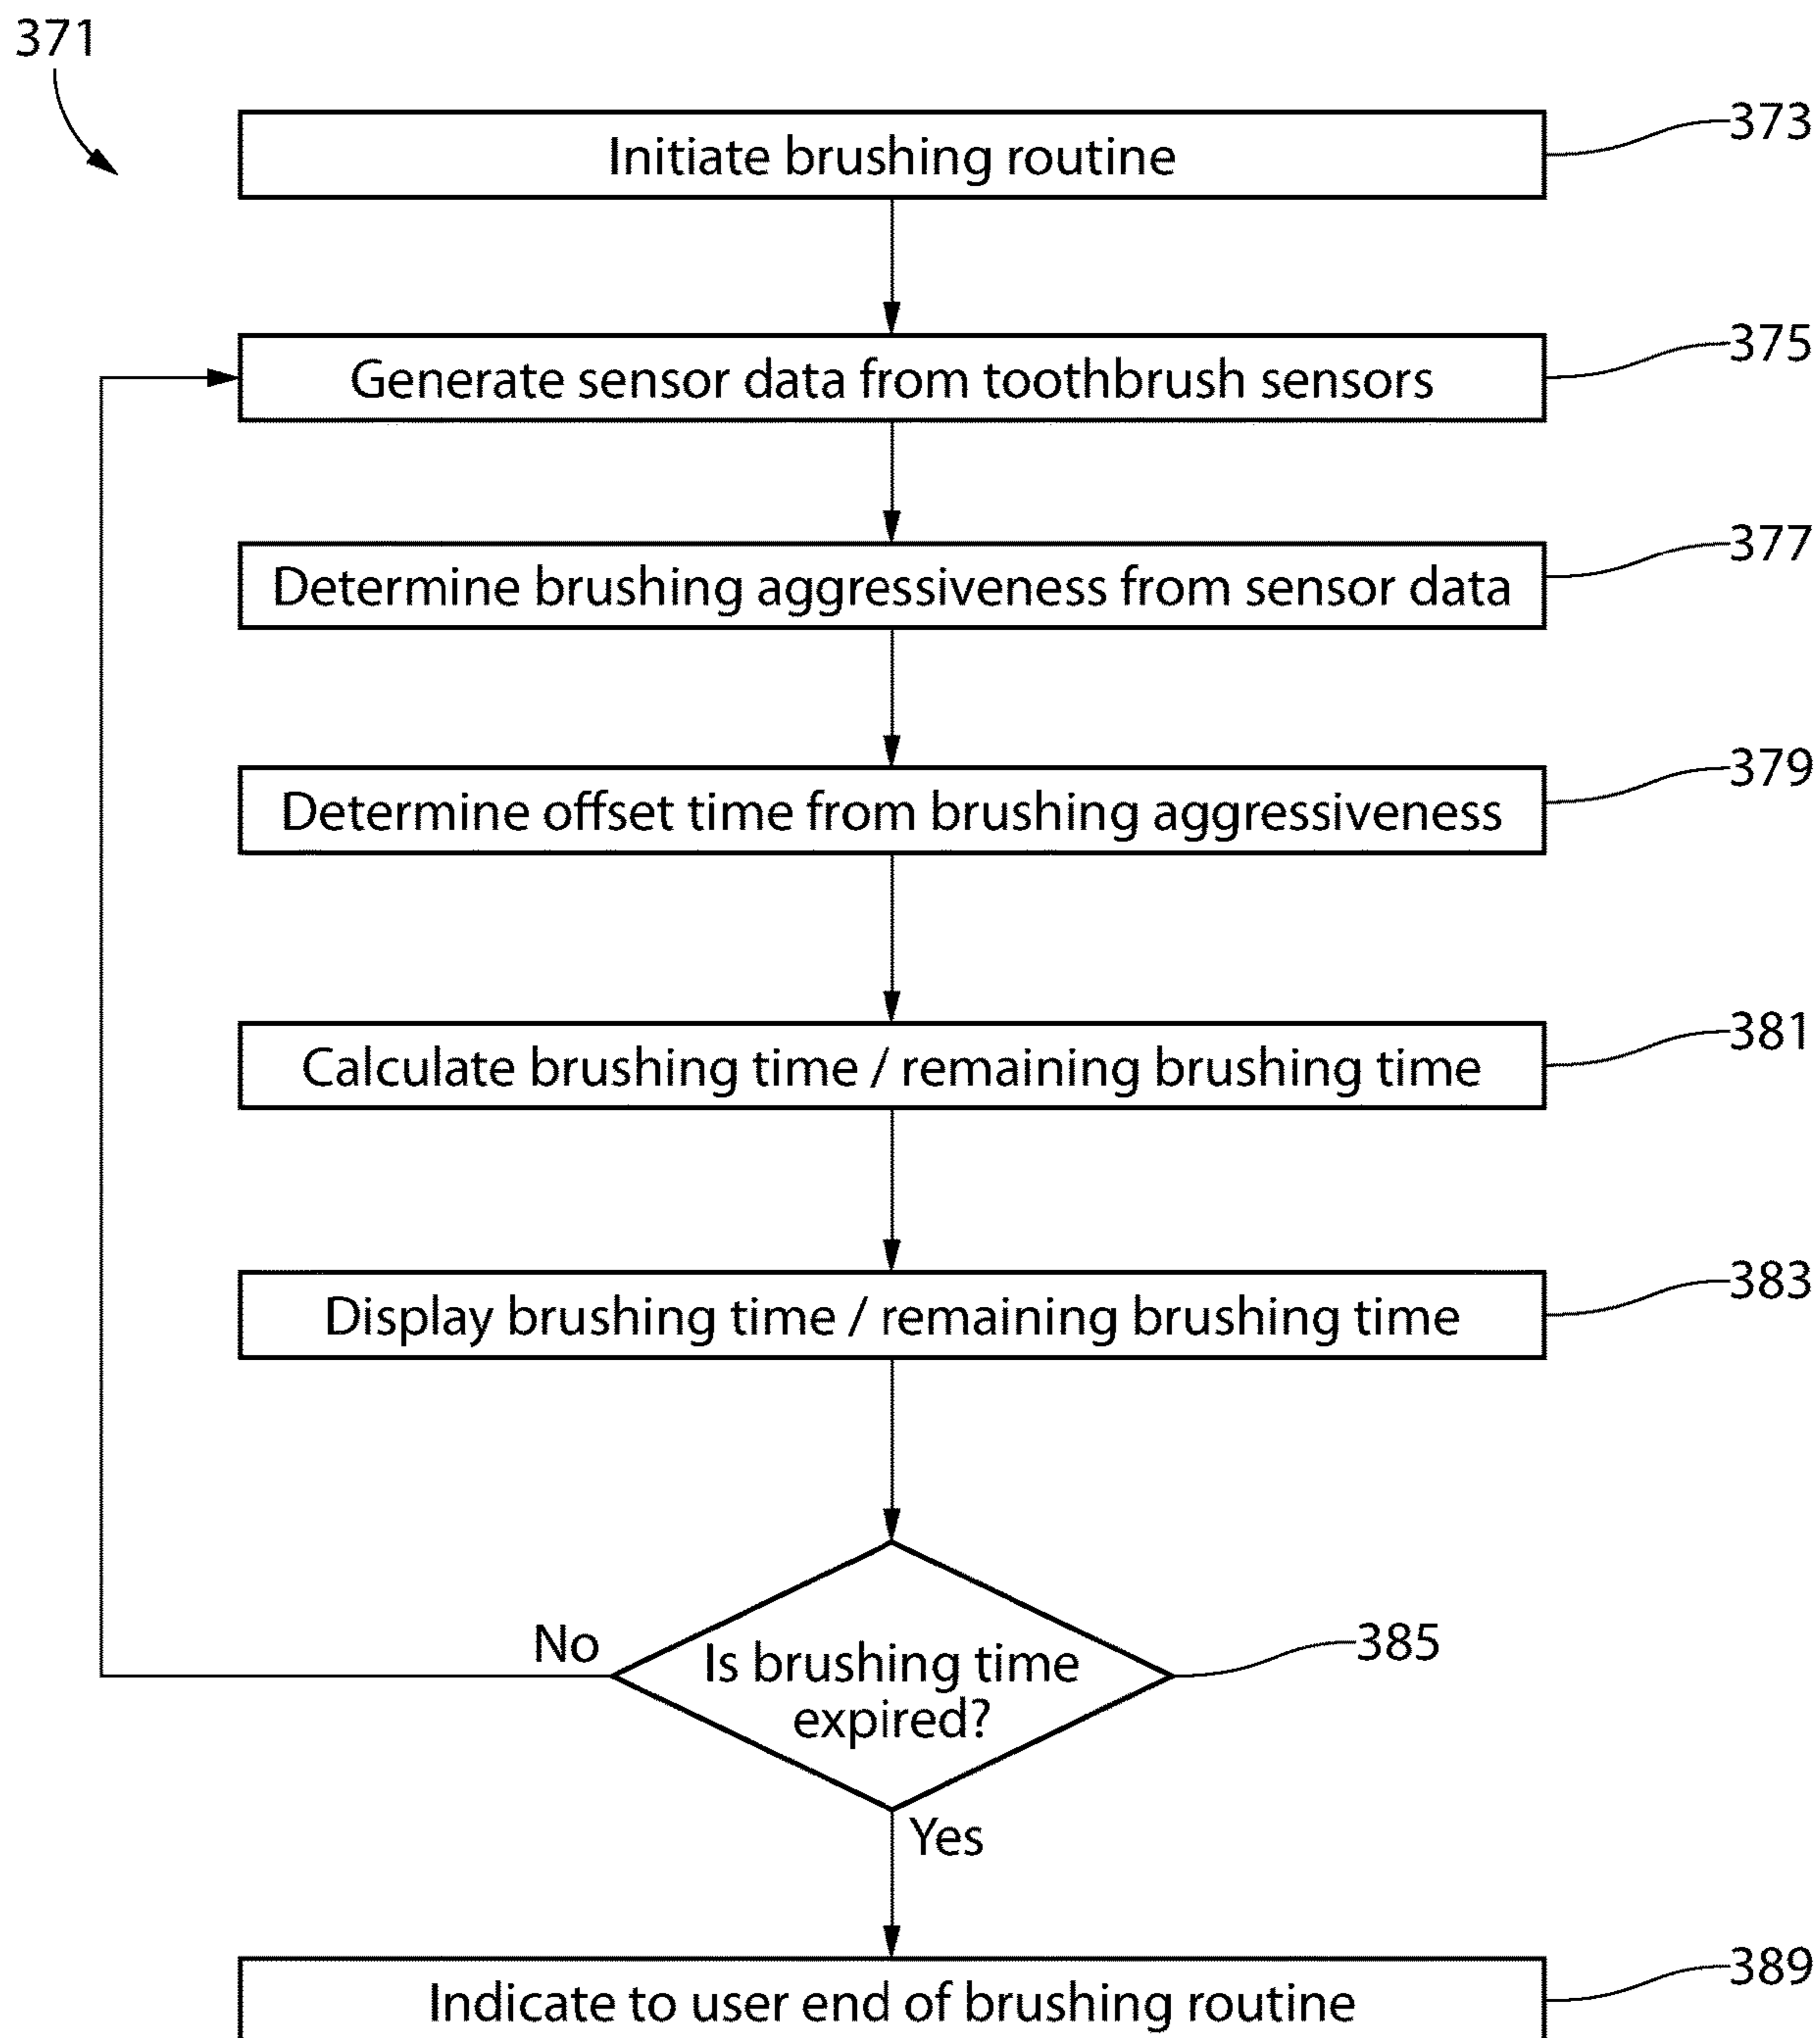 371
Initiate brushing routine
373
Generate sensor data from toothbrush sensors
375
Determine brushing aggressiveness from sensor data
377
Determine offset time from brushing aggressiveness
379
Calculate brushing time / remaining brushing time
381
Display brushing time / remaining brushing time
383
No
Is brushing time
expired?
385
Yes
Indicate to user end of brushing routine
389